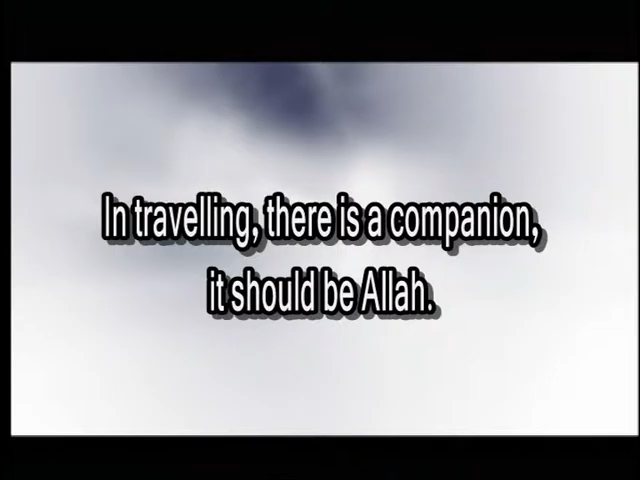 In travelling, there is a companion,
it should be Allah.